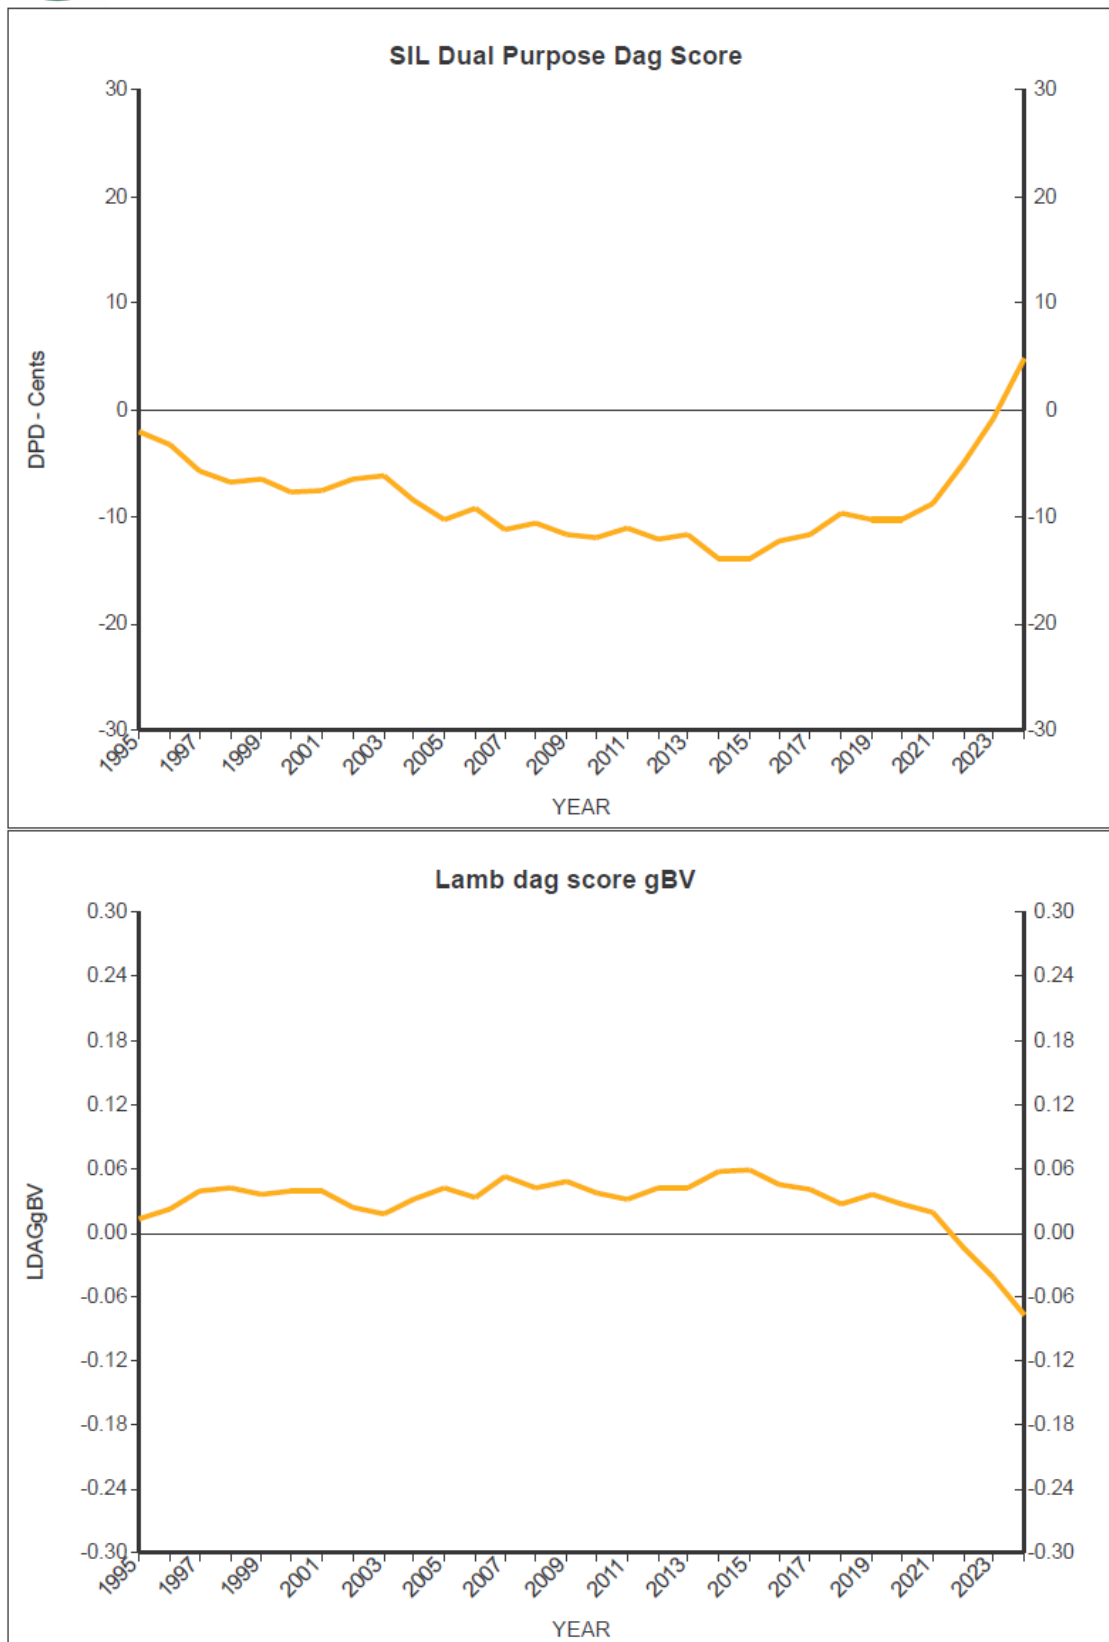 SIL Dual Purpose Dag Score
30 30
20 20
10 10
DPD - Cents
0 0
-10 -10
-20 -20
-30 -30
1995 1997 1999 2001 2003 2005 2007 2009 2011 2013 2015 2017 2019 2021 2023
YEAR
Lamb dag score gBV
0.30 0.30
0.24 0.24
0.18 0.18
0.12 0.12
0.06 0.06
LDAGgBV
0.00 0.00
-0.06 -0.06
-0.12 -0.12
-0.18 -0.18
-0.24 -0.24
-0.30 -0.30
1995 1997 1999 2001 2003 2005 2007 2009 2011 2013 2015 2017 2019 2021 2023
YEAR